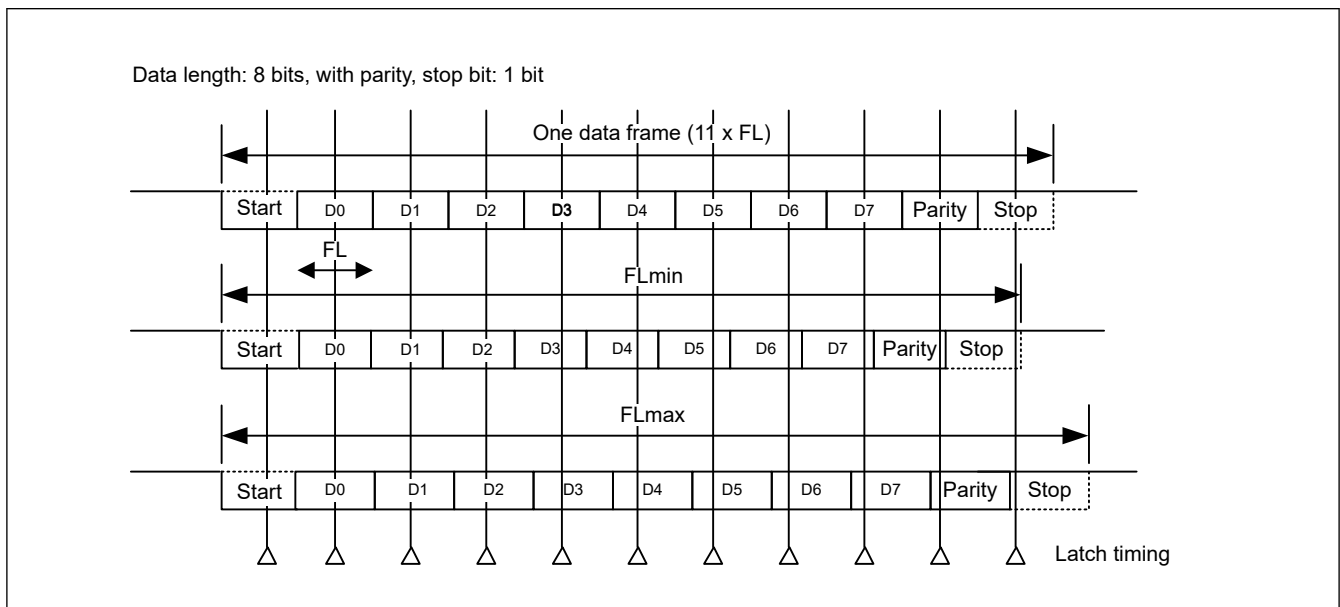 Data length: 8 bits, with parity, stop bit: 1 bit
One data frame (11 x FL)
Start D0 D1 D2 D3 D4 D5 D6 D7 Parity Stop
FL
FLmin
Start D0 D1 D2 D3 D4 D5 D6 D7 Parity Stop
FLmax
Start D0 D1 D2 D3 D4 D5 D6 D7 Parity Stop
Latch timing